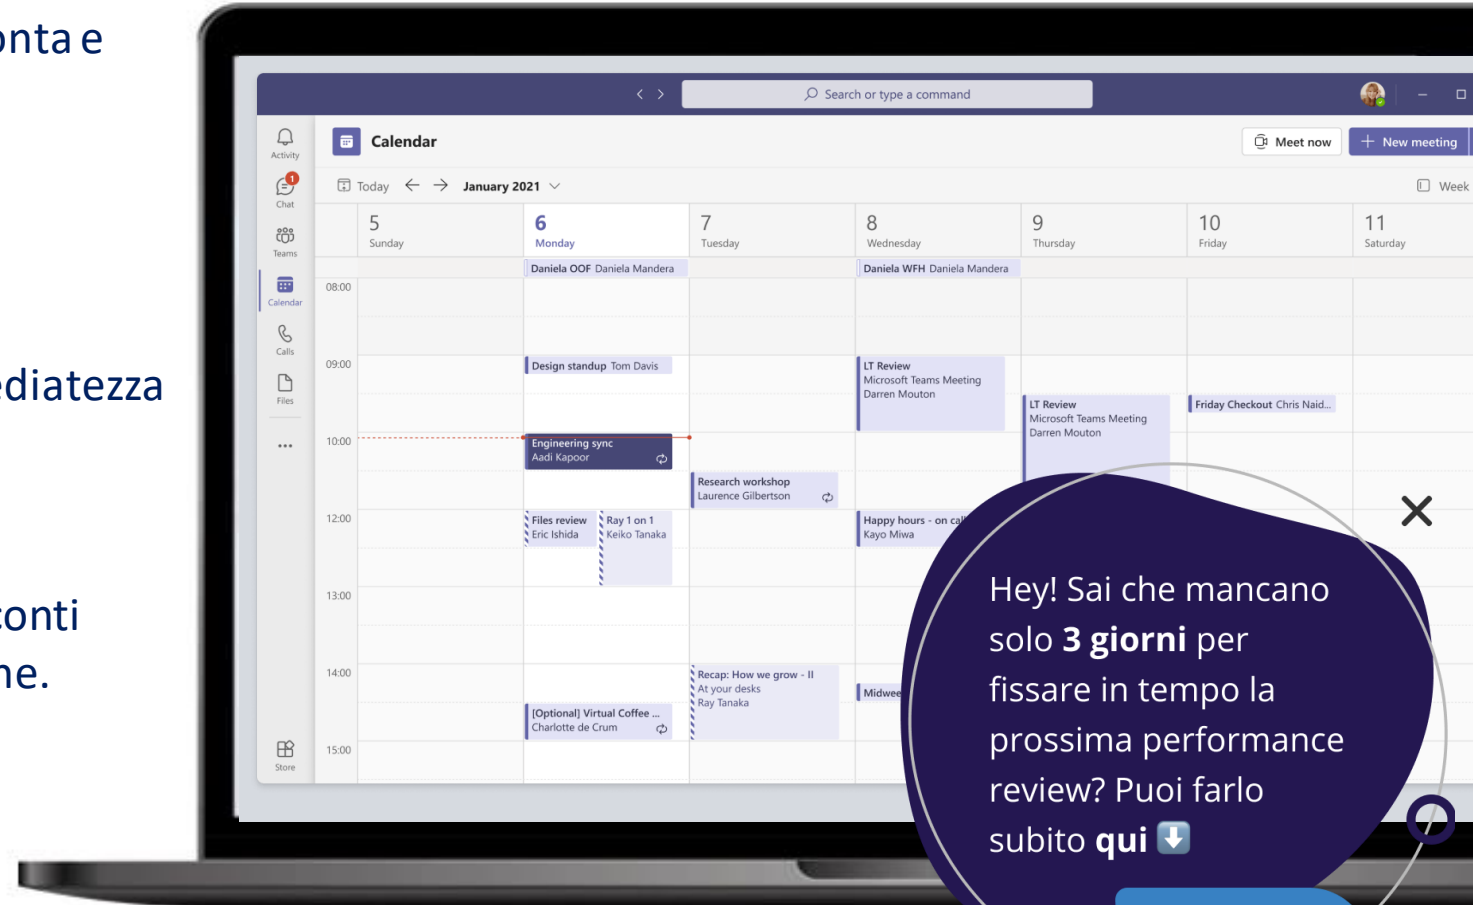 onta e
ediatezza
conti
ne.
Search or type a command
Activity
1
Chat
Teams
Calendar
Calls
Files
Store
Calendar
Meet now
New meeting
Today
January 2021
Week
5
Sunday
6
Monday
7
Tuesday
8
Wednesday
9
Thursday
10
Friday
11
Saturday
Daniela OOF Daniela Mandera
Daniela WFH Daniela Mandera
08:00
09:00
10:00
12:00
13:00
14:00
15:00
Design standup Tom Davis
Engineering sync
Aadi Kapoor
Files review
Eric Ishida
Ray 1 on 1
Keiko Tanaka
[Optional] Virtual Coffee ...
Charlotte de Crum
Research workshop
Laurence Gilbertson
Recap: How we grow - II
At your desks
Ray Tanaka
LT Review
Microsoft Teams Meeting
Darren Mouton
Happy hours - on cal
Kayo Miwa
Midwee
LT Review
Microsoft Teams Meeting
Darren Mouton
Friday Checkout Chris Naid...
Hey! Sai che mancano
solo 3 giorni per
fissare in tempo la
prossima performance
review? Puoi farlo
subito qui ⬇️